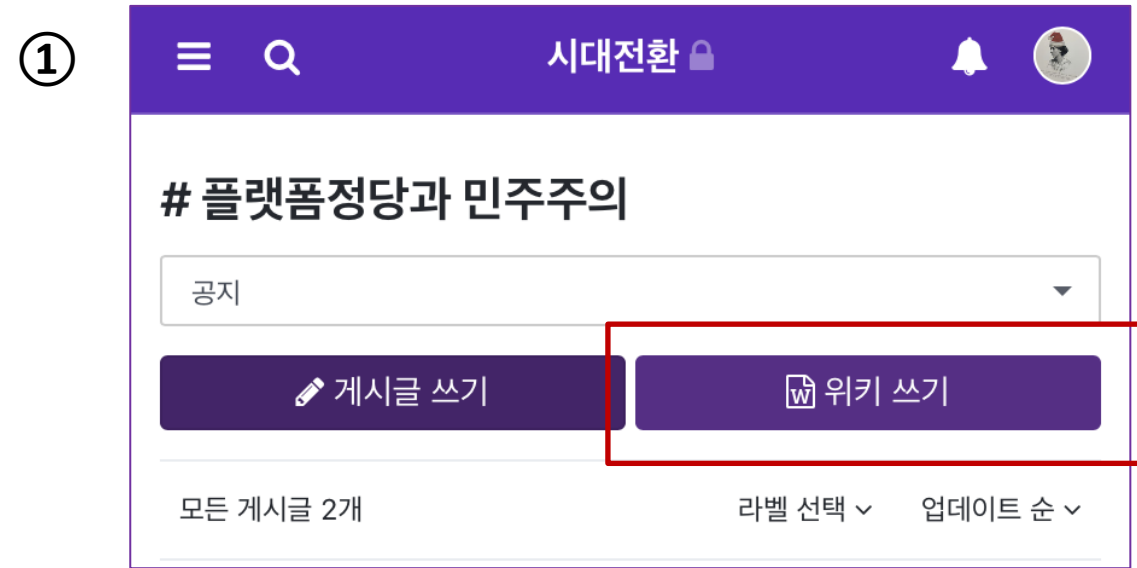 ①
시대전환
# 플랫폼정당과 민주주의
공지
게시글 쓰기
위키 쓰기
모든 게시글 2개 라벨 선택 업데이트 순